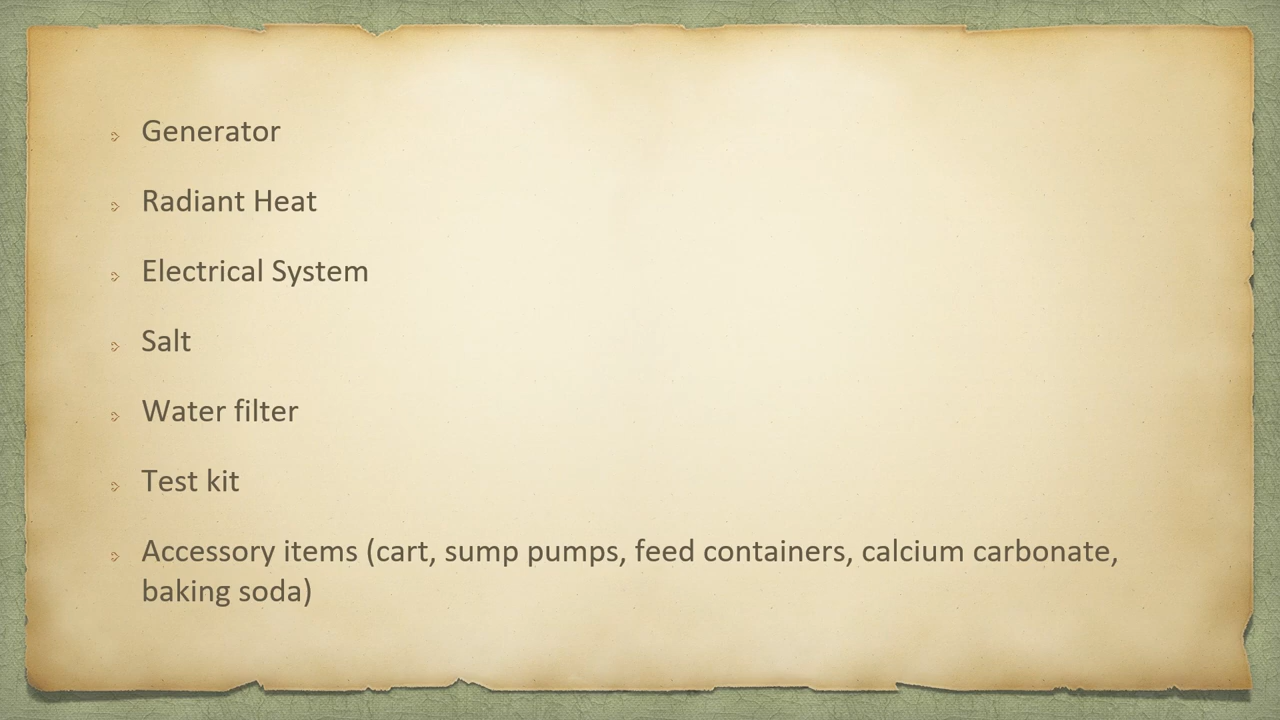 Generator
Radiant Heat
Electrical System
Salt
Water filter
Test kit
Accessory items (cart, sump pumps, feed containers, calcium carbonate,
baking soda)